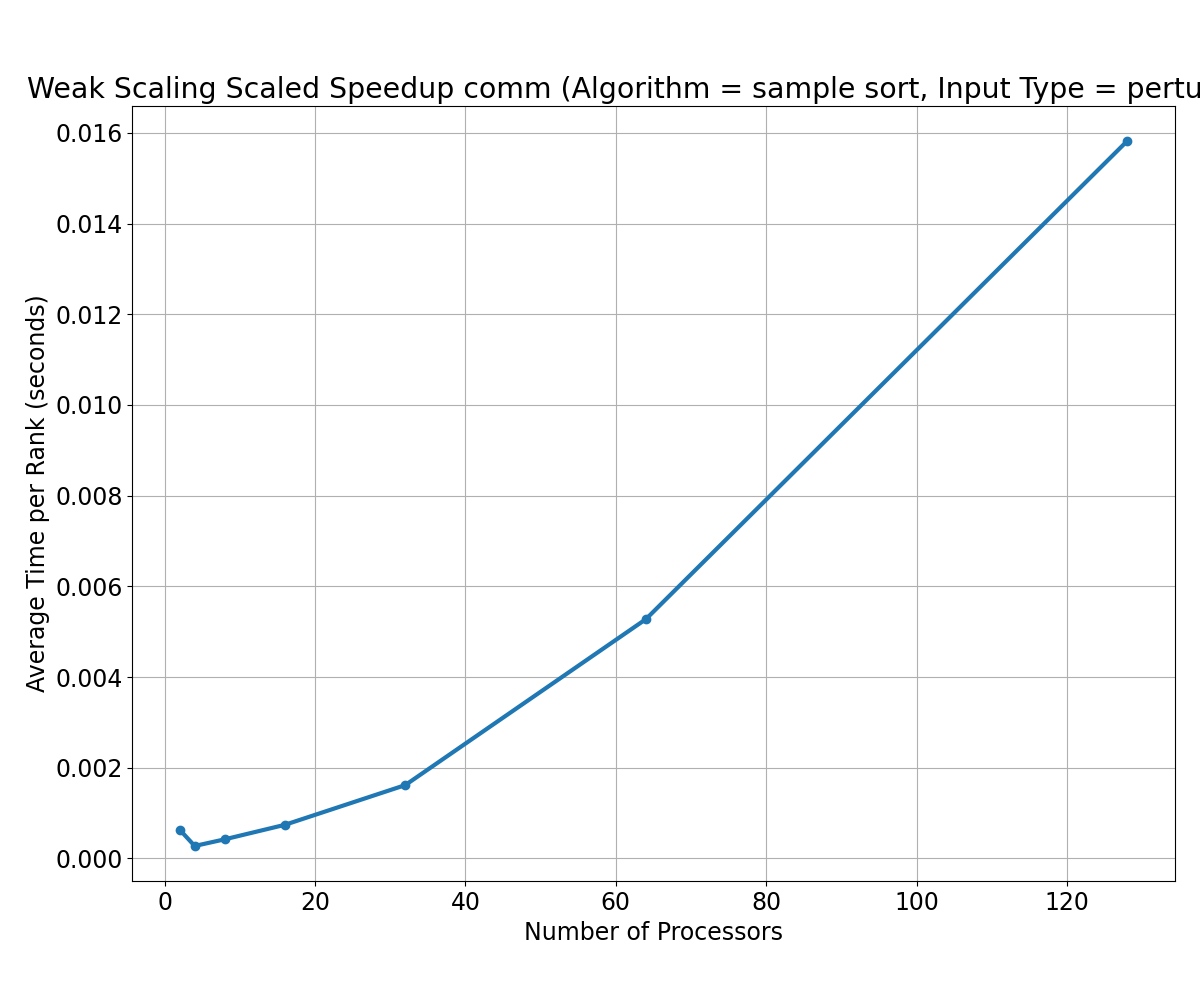 Weak Scaling Scaled Speedup comm (Algorithm = sample sort, Input Type = pertu
0.016
0.014
0.012
0.010
0.008
0.006
0.004
0.002
0.000
Average Time per Rank (seconds)
0 20 40 60 80 100 120
Number of Processors